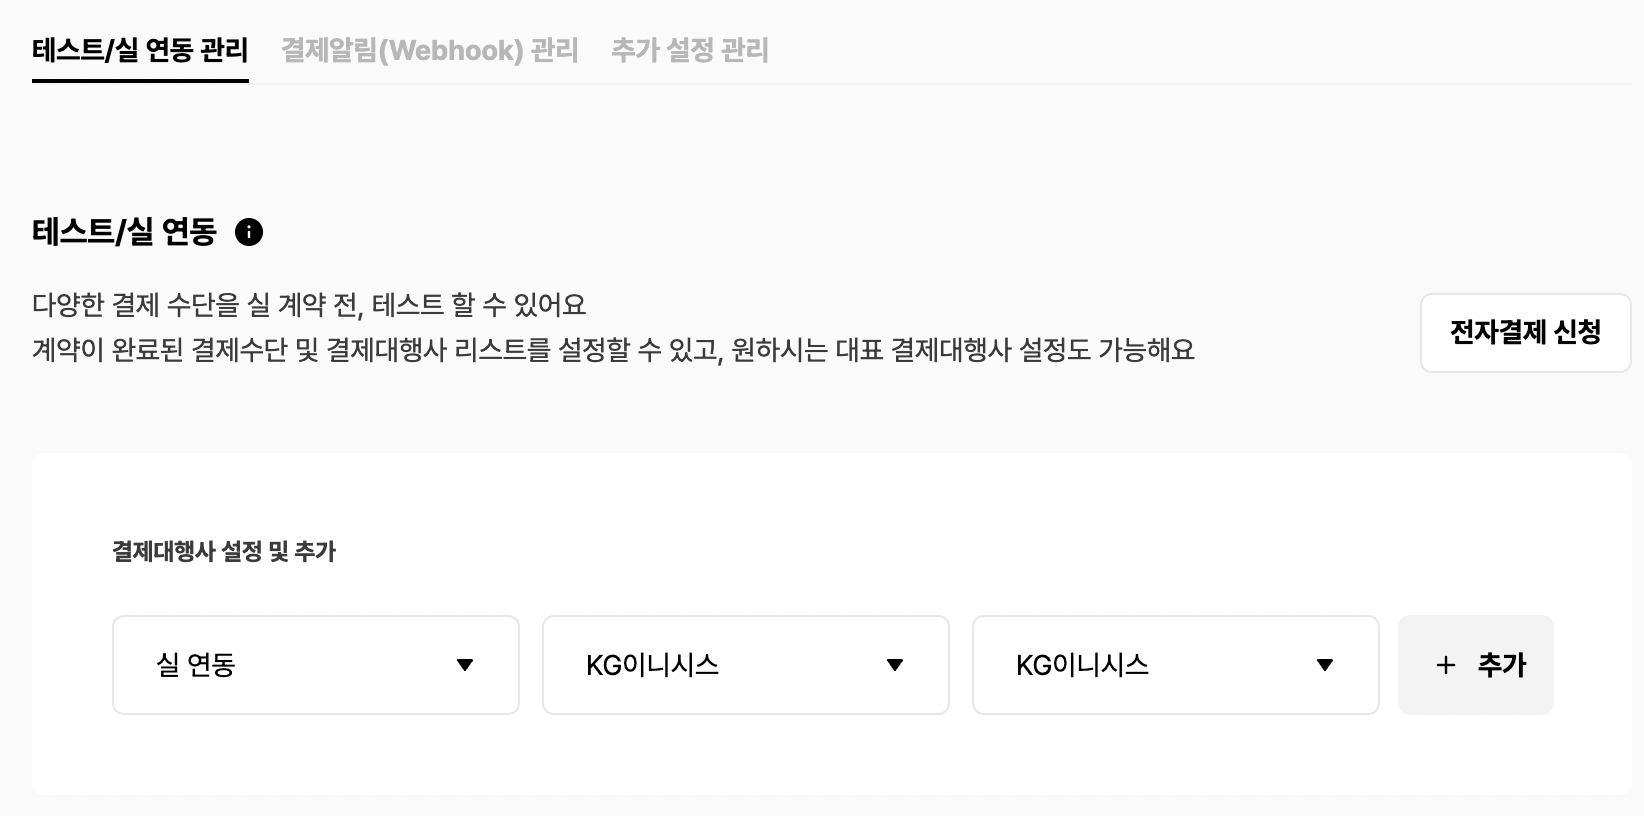 테스트/실 연동 관리 결제알림(Webhook) 관리 추가 설정 관리
테스트/실 연동
다양한 결제 수단을 실 계약 전, 테스트 할 수 있어요
계약이 완료된 결제수단 및 결제대행사 리스트를 설정할 수 있고, 원하시는 대표 결제대행사 설정도 가능해요
전자결제 신청
결제대행사 설정 및 추가
실 연동 KG이니시스 KG이니시스 + 추가